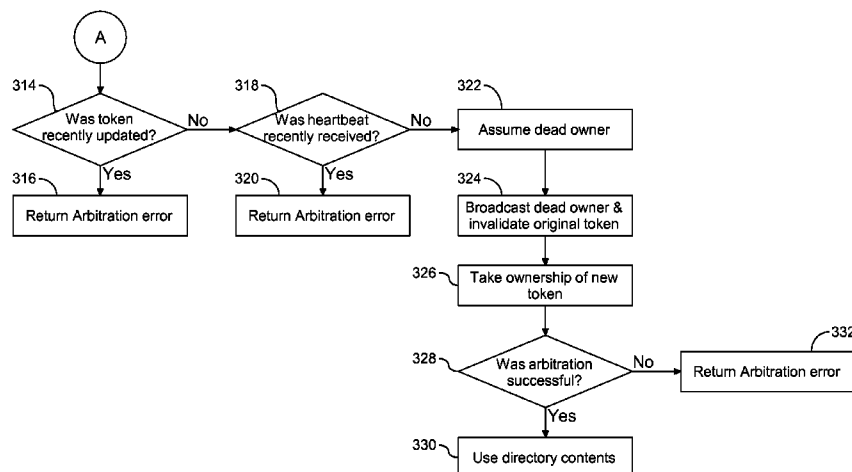 A
314
Was token
recently updated?
No
Yes
316
Return Arbitration error
318
Was heartbeat
recently received?
No
Yes
320
Return Arbitration error
322
Assume dead owner
324
Broadcast dead owner &
invalidate original token
326
Take ownership of new
token
328
Was arbitration
successful?
No
332
Return Arbitration error
Yes
330
Use directory contents